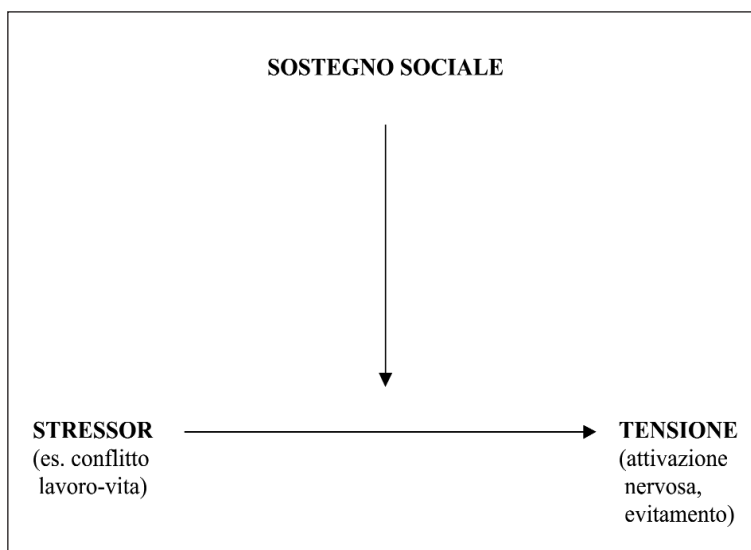 SOSTEGNO SOCIALE
STRESSOR
(es. conflitto
lavoro-vita)
TENSIONE
(attivazione
nervosa,
evitamento)